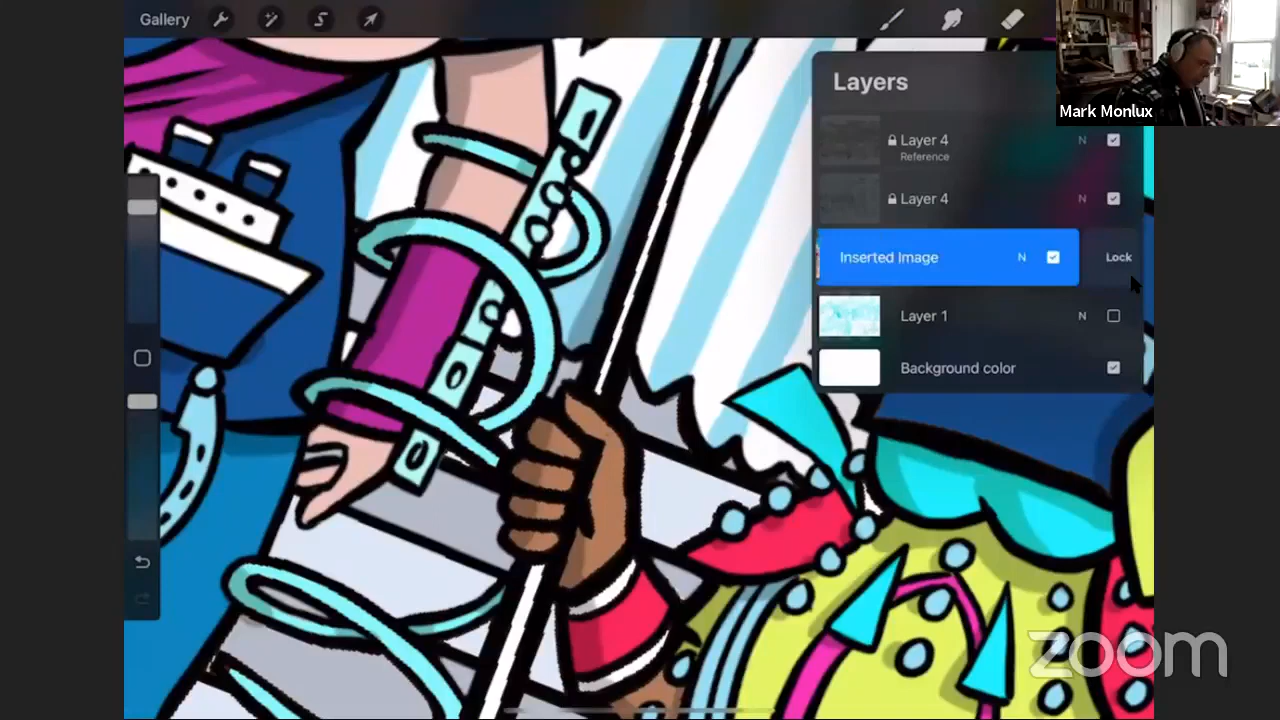 Gallery
Layers
Mark Monlux
Layer 4 N
Reference
Layer 4 N
Inserted Image N Lock
Layer 1 N
Background color
zoom